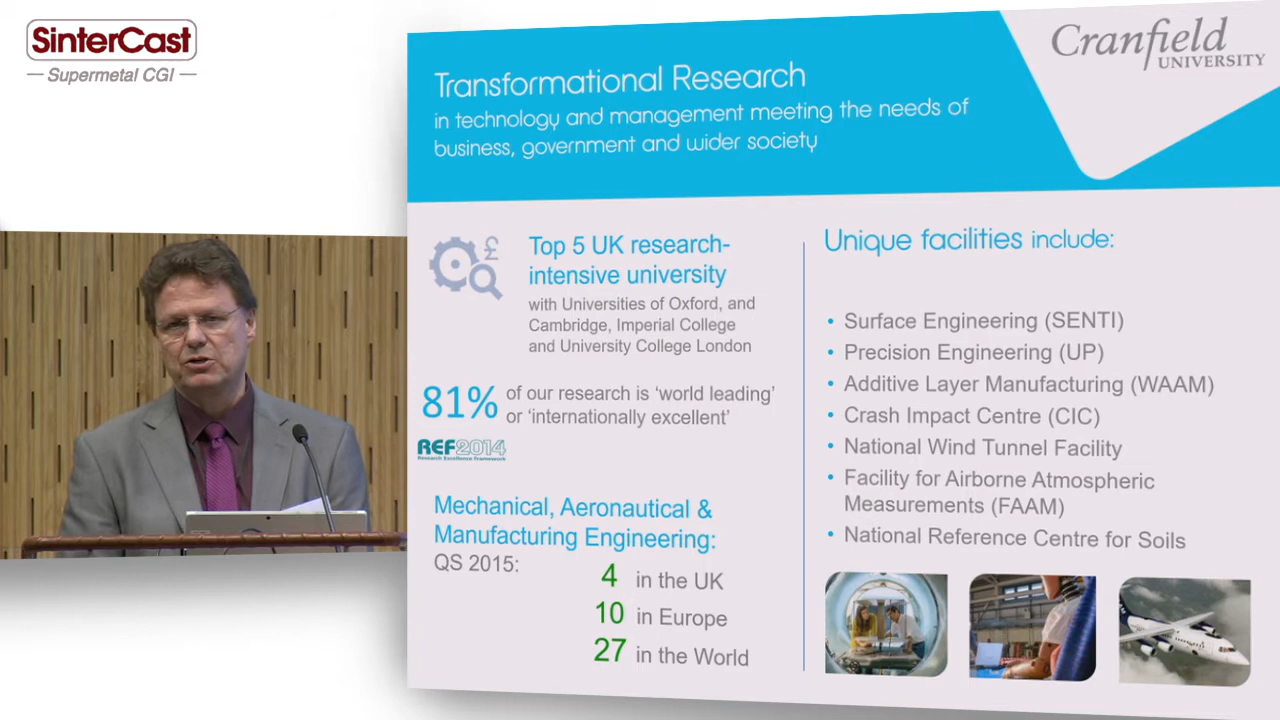 SinterCast
Supermetal CGI
Cranfield
UNIVERSITY
Transformational Research
in technology and management meeting the needs of
business, government and wider society
£
Top 5 UK research-
intensive university
with Universities of Oxford, and
Cambridge, Imperial College
and University College London
81% of our research is ‘world leading’
or ‘internationally excellent’
REF2014
Research Excellence Framework
Mechanical, Aeronautical &
Manufacturing Engineering:
QS 2015:
4 in the UK
10 in Europe
27 in the World
Unique facilities include:
• Surface Engineering (SENTI)
• Precision Engineering (UP)
• Additive Layer Manufacturing (WAAM)
• Crash Impact Centre (CIC)
• National Wind Tunnel Facility
• Facility for Airborne Atmospheric
Measurements (FAAM)
• National Reference Centre for Soils